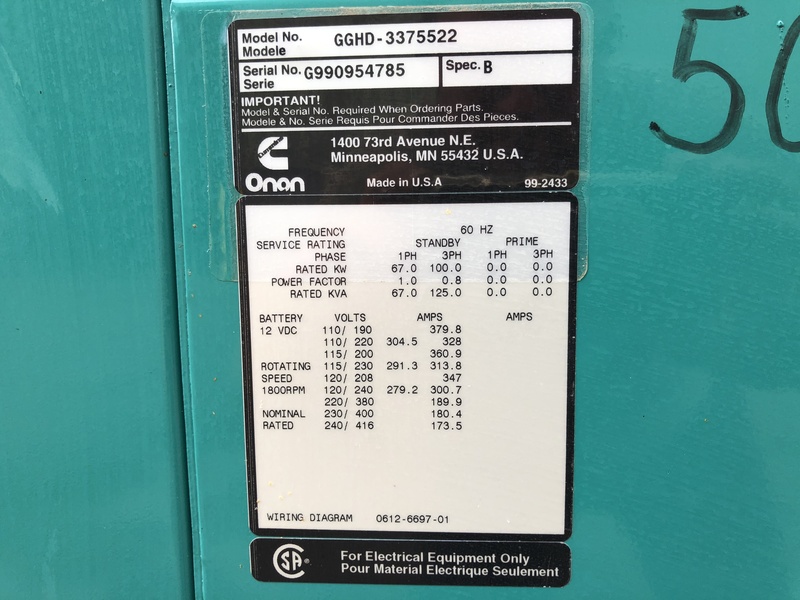 Model No. GGHD-3375522
Modele
Serial No. G990954785 Spec. B
Serie
IMPORTANT!
Model & Serial No. Required When Ordering Parts.
Modele & No. Serie Requis Pour Commander Des Pieces.
1400 73rd Avenue N.E.
Minneapolis, MN 55432 U.S.A.
Onan Made in U.S.A 99-2433
50
FREQUENCY 60 HZ
SERVICE RATING STANDBY PRIME
PHASE 1PH 3PH 1PH 3PH
RATED KW 67.0 100.0 0.0 0.0
POWER FACTOR 1.0 0.8 0.0 0.0
RATED KVA 67.0 125.0 0.0 0.0
BATTERY VOLTS AMPS AMPS
12 VDC 110/ 190 379.8
110/ 220 304.5 328
115/ 200 360.9
ROTATING 115/ 230 291.3 313.8
SPEED 120/ 208 347
1800RPM 120/ 240 279.2 300.7
220/ 380 189.9
NOMINAL 230/ 400 180.4
RATED 240/ 416 173.5
WIRING DIAGRAM 0612-6697-01
CSA
For Electrical Equipment Only
Pour Material Electrique Seulement